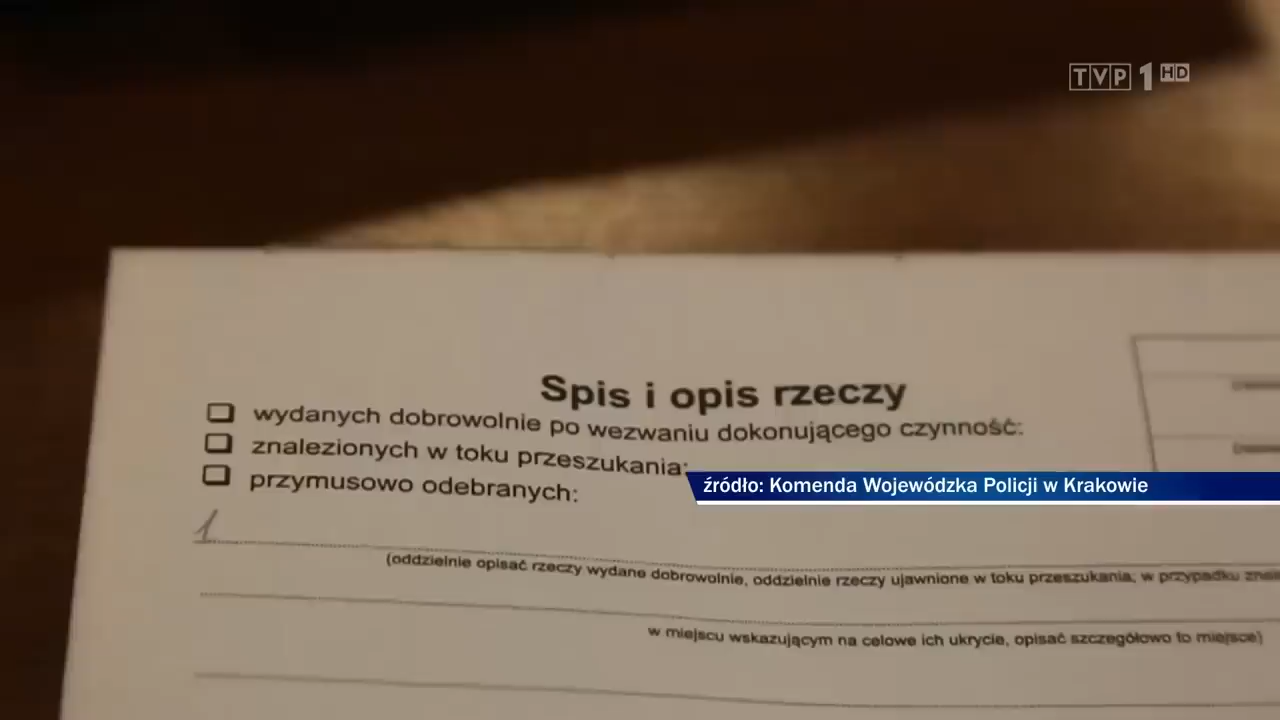 TVP 1 HD
Spis i opis rzeczy
wydanych dobrowolnie po wezwaniu dokonującego czynność:
znalezionych w toku przeszukania:
przymusowo odebranych:
źródło: Komenda Wojewódzka Policji w Krakowie
1
(oddzielnie opisać rzeczy wydane dobrowolnie, oddzielnie rzeczy ujawnione w toku przeszukania; w przypadku
w miejscu wskazującym na celowe ich ukrycie, opisać szczegółowo to miejsce)